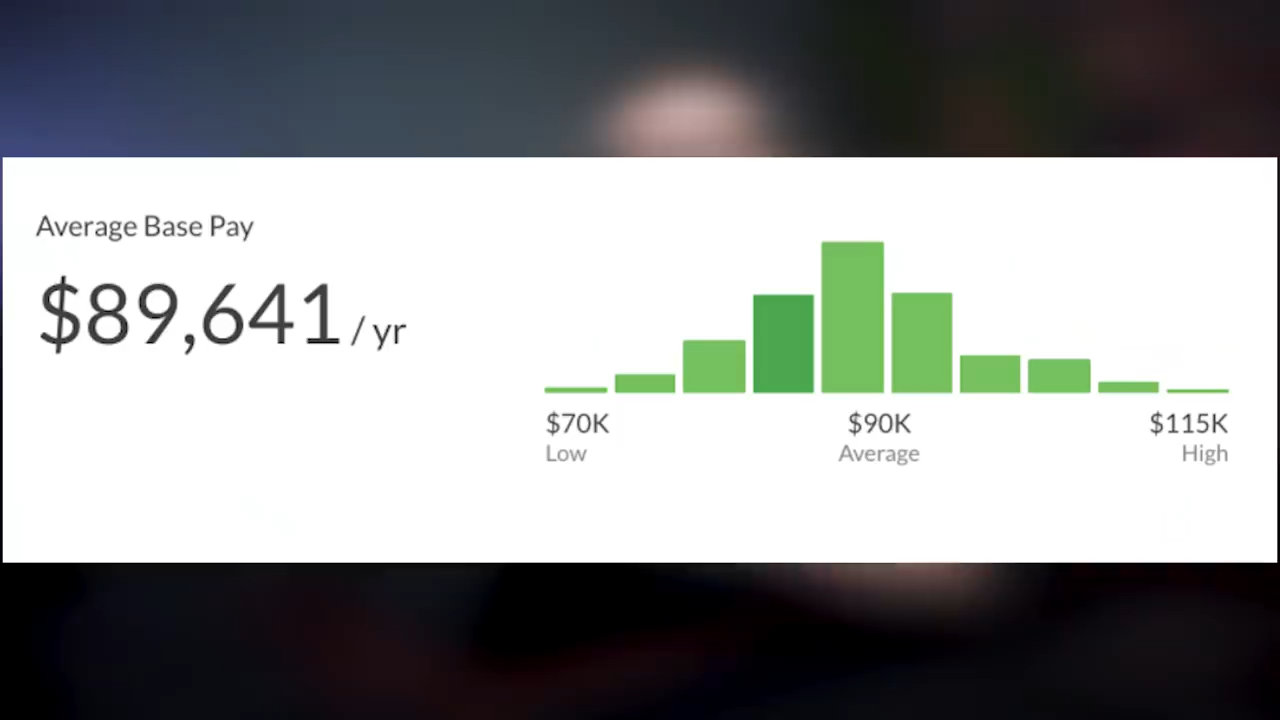 Average Base Pay
$89,641 / yr
$70K $90K $115K
Low Average High